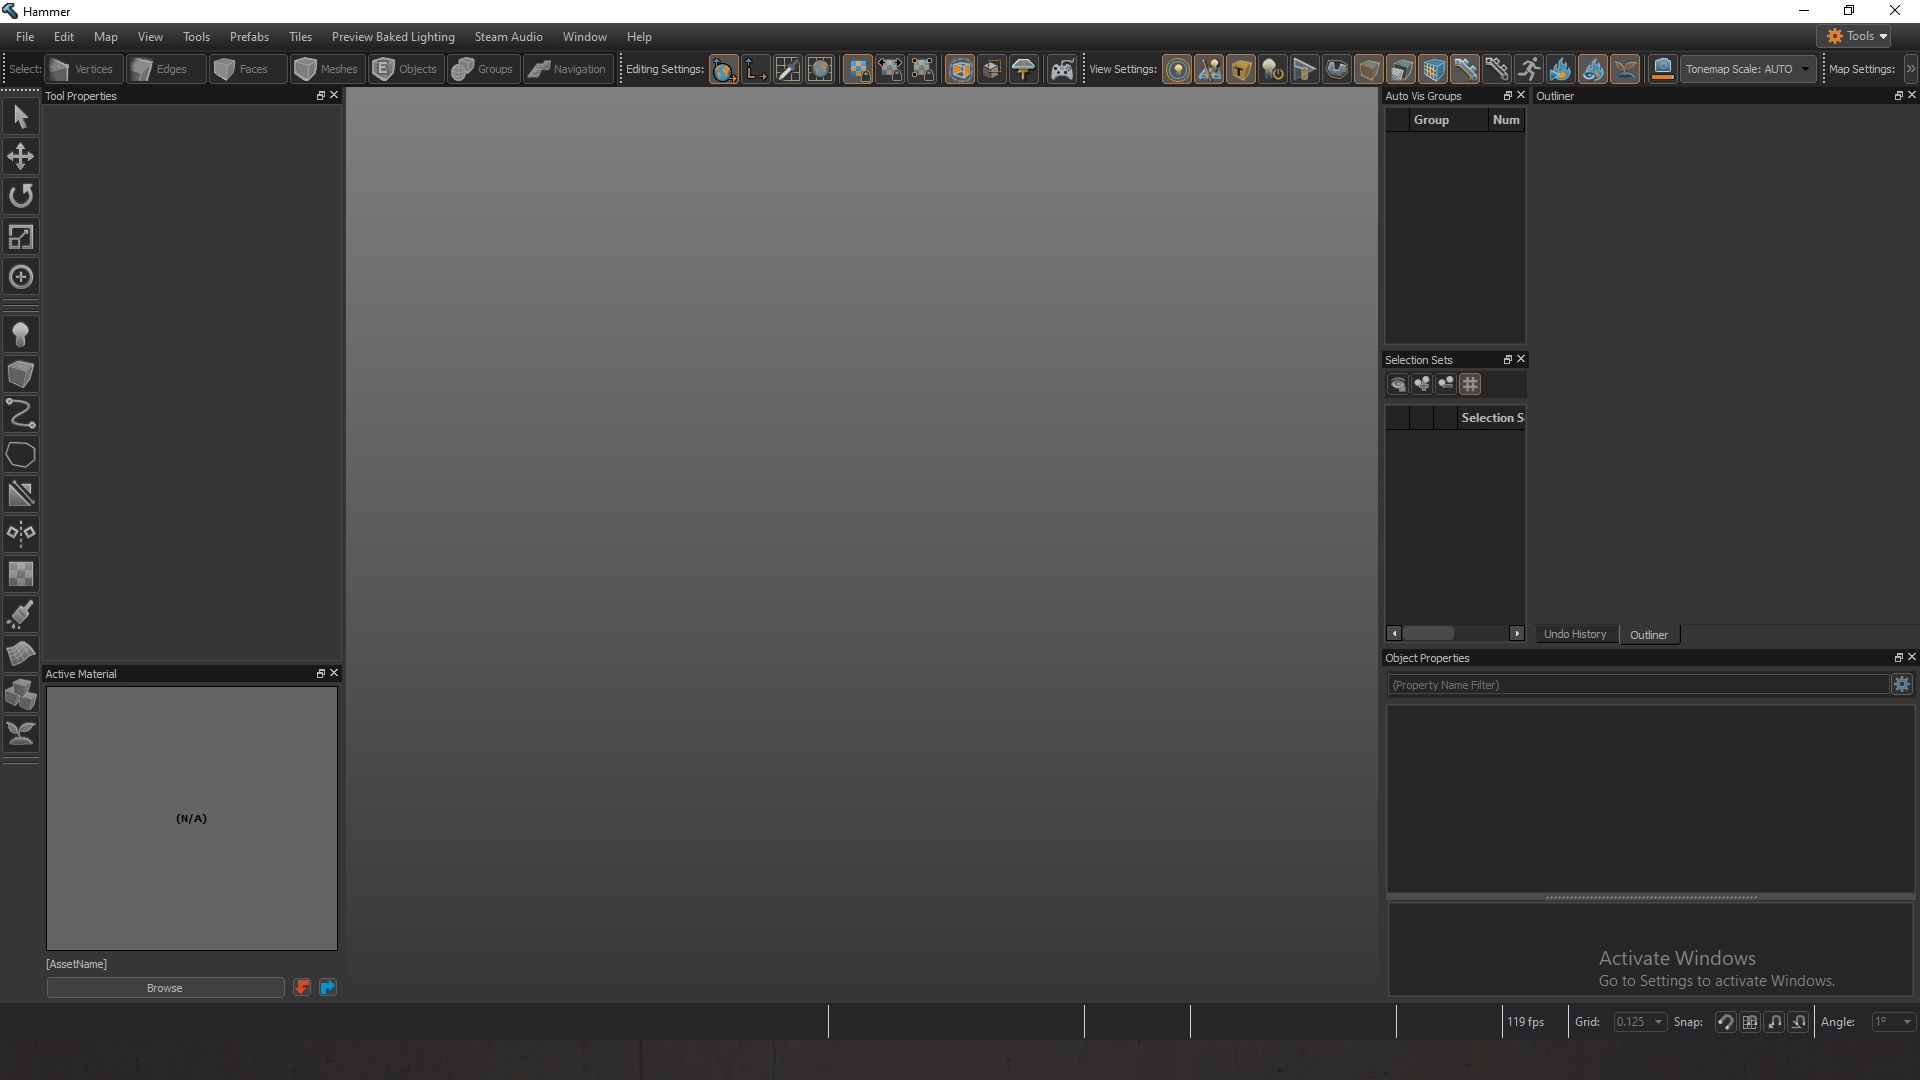 Hammer
File Edit Map View Tools Prefabs Tiles Preview Baked Lighting Steam Audio Window Help Tools
Select: Vertices Edges Faces Meshes Objects Groups Navigation Editing Settings: View Settings: Tonemap Scale: AUTO Map Settings:
Tool Properties
Auto Vis Groups
Outliner
Group Num
Selection Sets
Selection S
Undo History Outliner
Object Properties
(Property Name Filter)
Active Material
(N/A)
[AssetName]
Browse
Activate Windows
Go to Settings to activate Windows.
119 fps Grid: 0.125 Snap: Angle: 1°